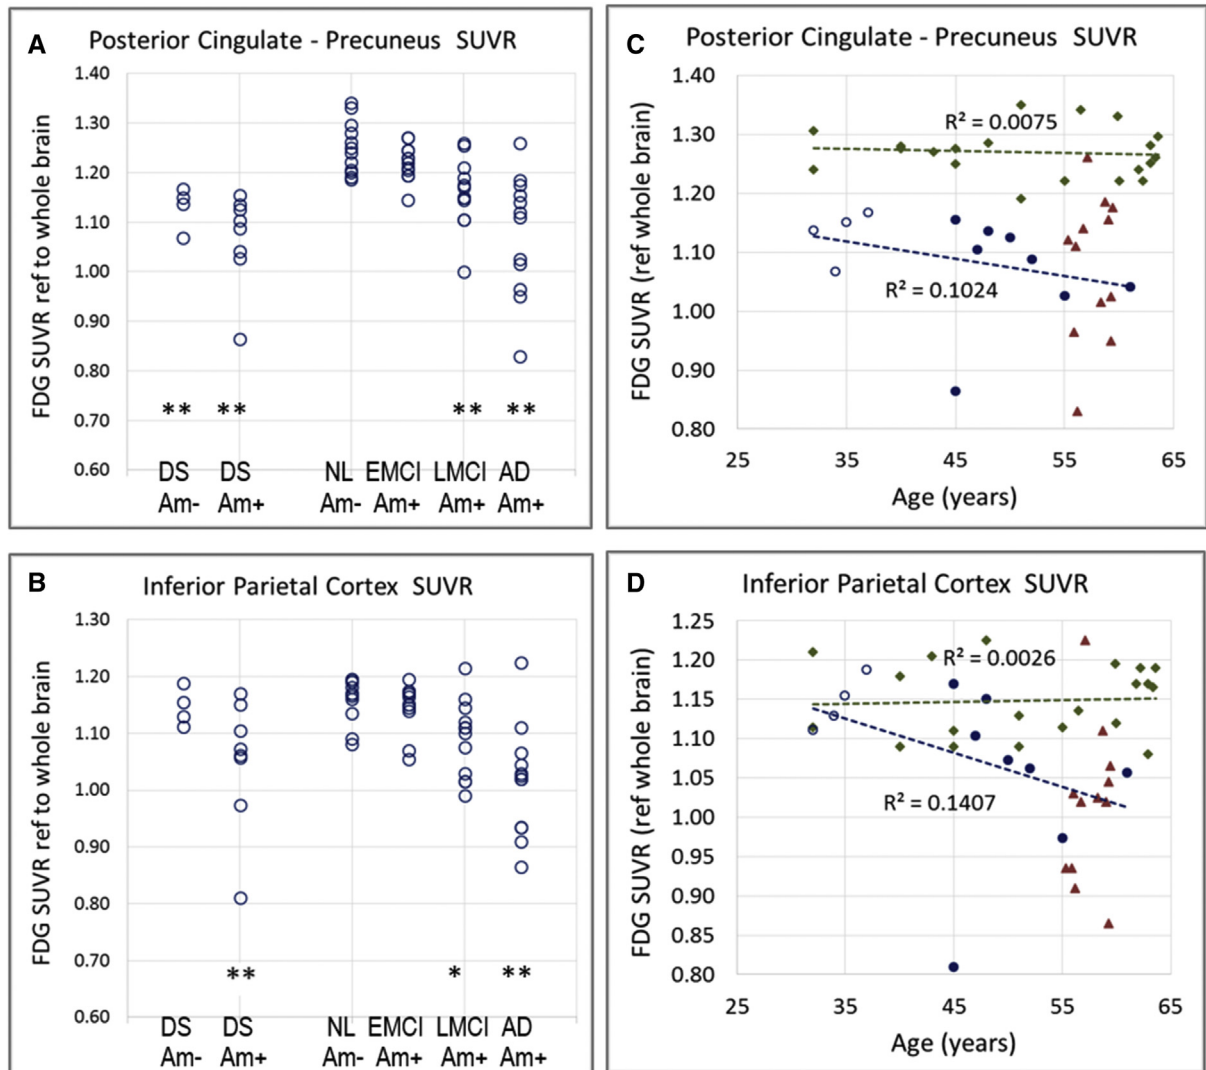 A
Posterior Cingulate - Precuneus SUVR
FDG SUVR ref to whole brain
1.40
1.30
1.20
1.10
1.00
0.90
0.80
0.70
0.60
** ** ** **
DS DS NL EMCI LMCI AD
Am- Am+ Am- Am+ Am+ Am+
C
Posterior Cingulate - Precuneus SUVR
FDG SUVR (ref whole brain)
1.40
1.30
1.20
1.10
1.00
0.90
0.80
R² = 0.0075
R² = 0.1024
25 35 45 55 65
Age (years)
B
Inferior Parietal Cortex SUVR
FDG SUVR ref to whole brain
1.30
1.20
1.10
1.00
0.90
0.80
0.70
0.60
** * **
DS DS NL EMCI LMCI AD
Am- Am+ Am- Am+ Am+ Am+
D
Inferior Parietal Cortex SUVR
FDG SUVR (ref whole brain)
1.25
1.20
1.15
1.10
1.05
1.00
0.95
0.90
0.85
0.80
R² = 0.0026
R² = 0.1407
25 35 45 55 65
Age (years)